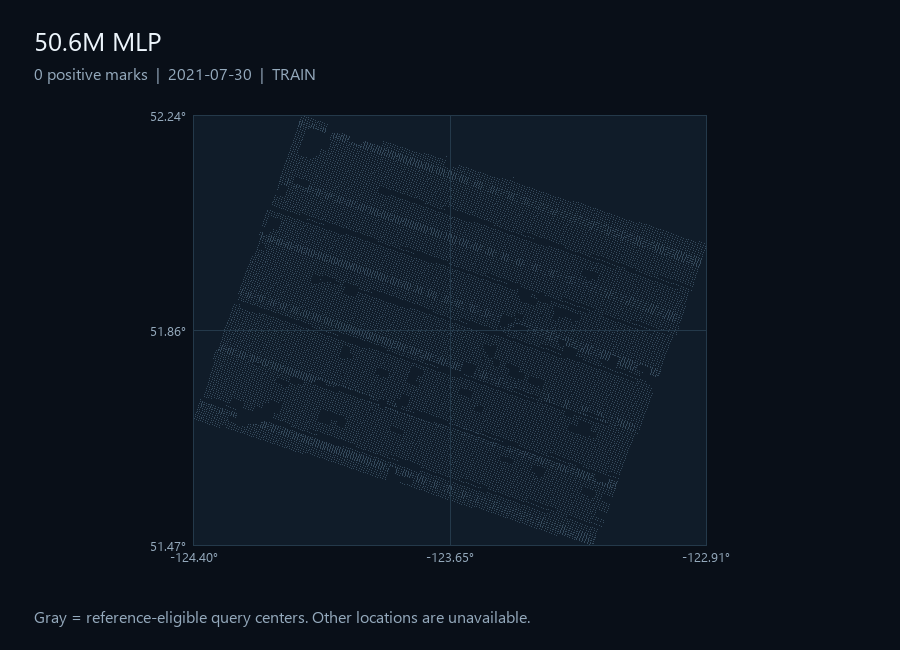 50.6M MLP
0 positive marks | 2021-07-30 | TRAIN
52.24°
51.86°
51.47°
-124.40°
-123.65°
-122.91°
Gray = reference-eligible query centers. Other locations are unavailable.